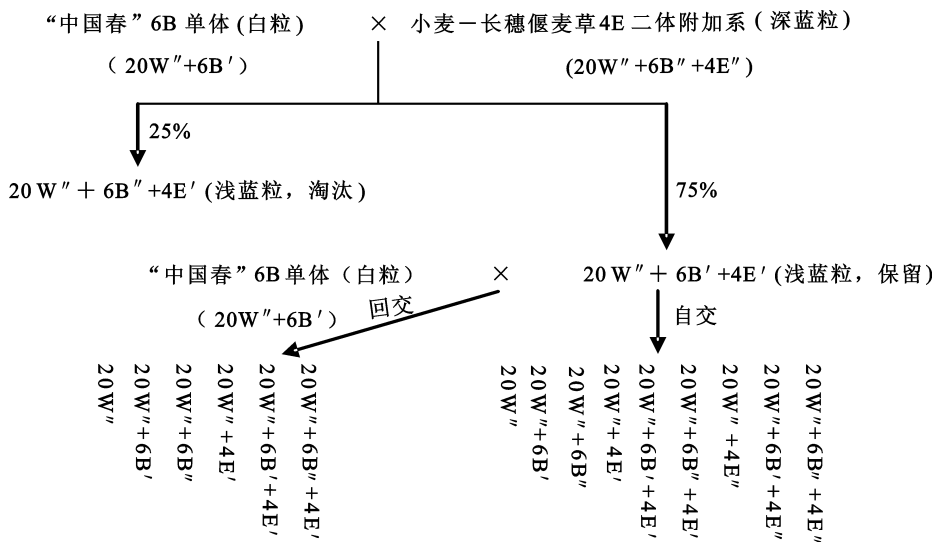 “中国春”6B 单体(白粒) × 小麦－长穗偃麦草4E 二体附加系(深蓝粒)
(20W″+6B′) (20W″+6B″+4E″)
25%
20W″+6B″+4E′(浅蓝粒，淘汰)
75%
“中国春”6B单体（白粒） × 20W″+6B′+4E′(浅蓝粒，保留)
（20W″+6B′）
回交
自交
20W″
20W″+6B′
20W″+6B″
20W″+4E′
20W″+6B′+4E′
20W″+6B″+4E′
20W″
20W″+6B′
20W″+6B″
20W″+4E′
20W″+6B′+4E′
20W″+6B″+4E′
20W″+4E″
20W″+6B′+4E″
20W″+6B″+4E″